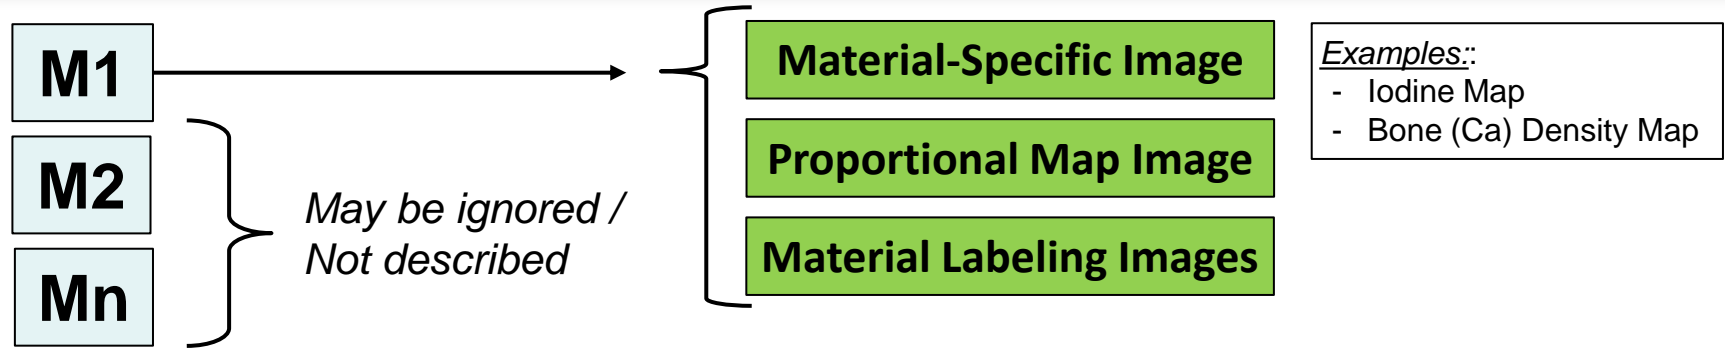 M1
M2
Mn
May be ignored /
Not described
Material-Specific Image
Proportional Map Image
Material Labeling Images
Examples::
- Iodine Map
- Bone (Ca) Density Map